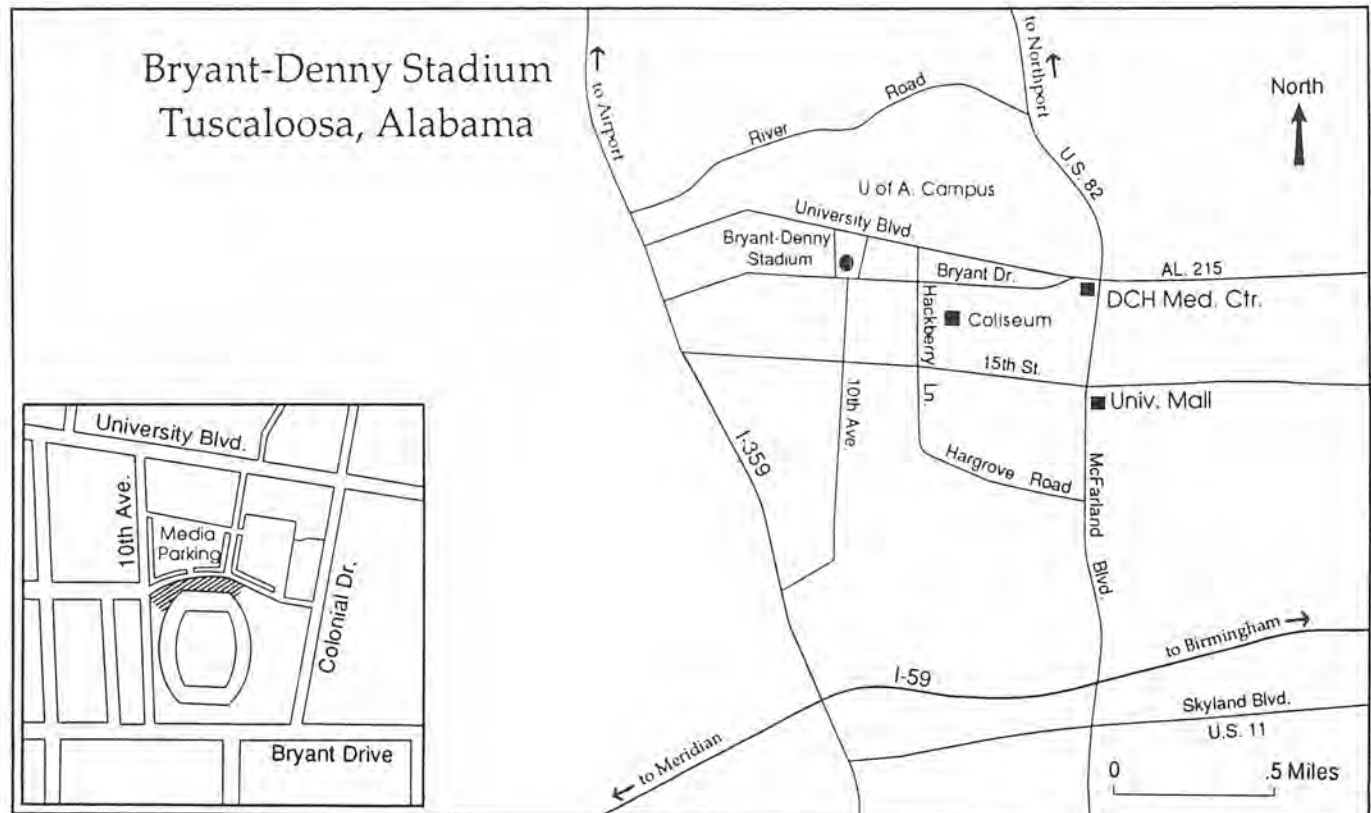 Bryant-Denny Stadium
Tuscaloosa, Alabama
to Airport
to Northport
North
River Road
U.S. 82
U of A. Campus
University Blvd.
Bryant-Denny
Stadium
Bryant Dr.
AL. 215
DCH Med. Ctr.
Hackberry Ln.
Coliseum
15th St.
10th Ave.
Univ. Mall
I-359
Hargrove Road
McFarland Blvd.
to Birmingham
I-59
Skyland Blvd.
U.S. 11
to Meridian
0 .5 Miles
University Blvd.
10th Ave.
Media
Parking
Colonial Dr.
Bryant Drive